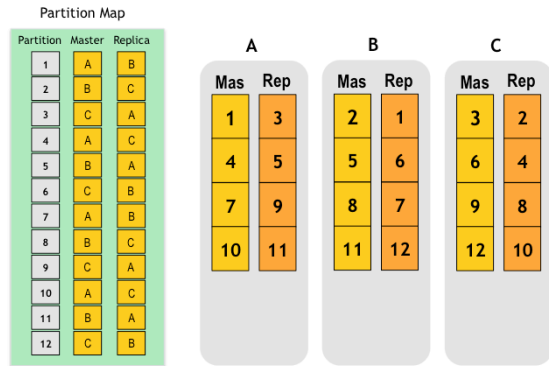 Partition Map
Partition Master Replica
1 A B
2 B C
3 C A
4 A C
5 B A
6 C B
7 A B
8 B C
9 C A
10 A C
11 B A
12 C B
A
Mas Rep
1 3
4 5
7 9
10 11
B
Mas Rep
2 1
5 6
8 7
11 12
C
Mas Rep
3 2
6 4
9 8
12 10